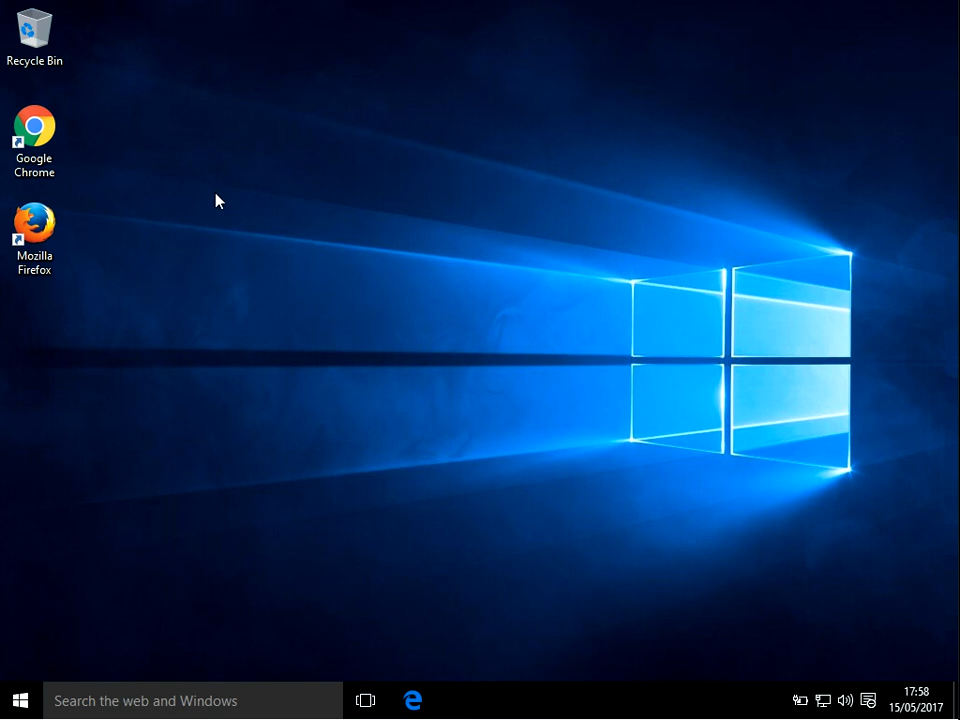 Recycle Bin
Google
Chrome
Mozilla
Firefox
Search the web and Windows
17:58
15/05/2017